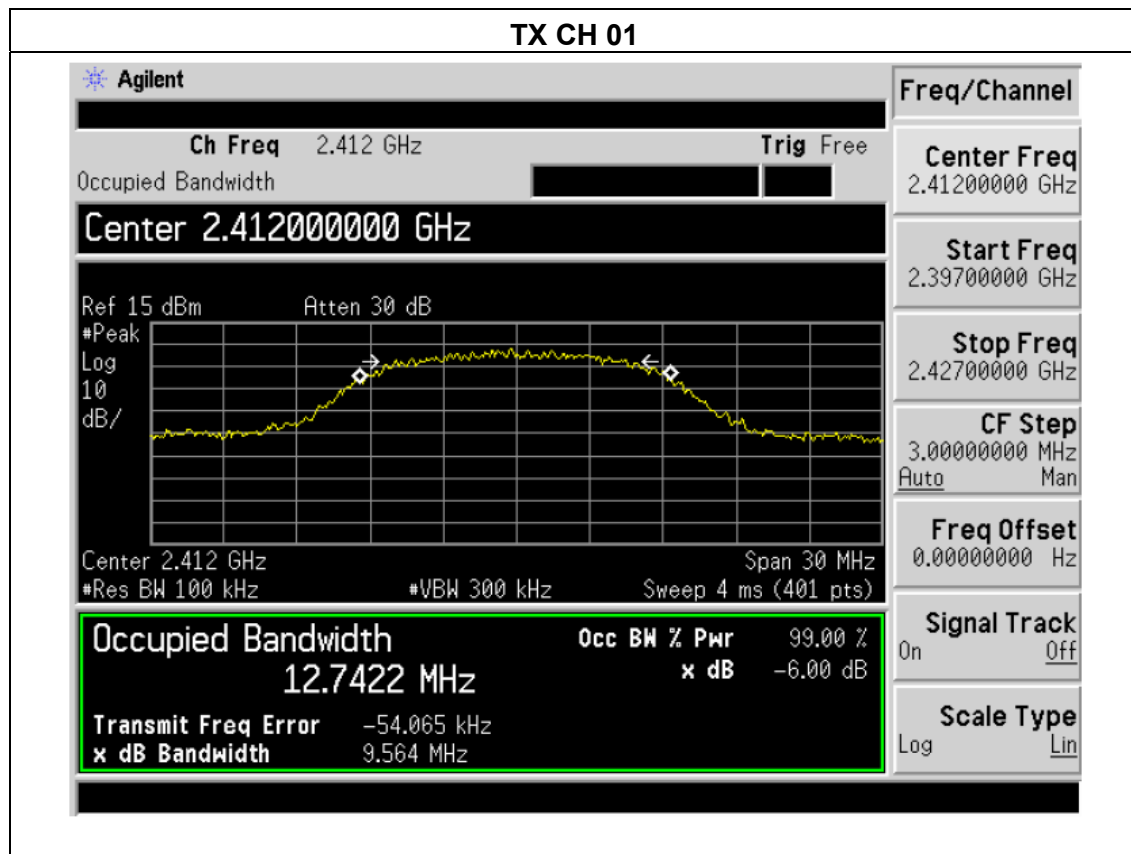 TX CH 01
Agilent
Freq/Channel
Ch Freq 2.412 GHz Trig Free
Occupied Bandwidth
Center 2.412000000 GHz
Ref 15 dBm Atten 30 dB
#Peak
Log
10
dB/
Center 2.412 GHz Span 30 MHz
#Res BW 100 kHz #VBW 300 kHz Sweep 4 ms (401 pts)
Occupied Bandwidth
12.7422 MHz
Occ BW % Pwr 99.00 %
x dB -6.00 dB
Transmit Freq Error -54.065 kHz
x dB Bandwidth 9.564 MHz
Center Freq
2.41200000 GHz
Start Freq
2.39700000 GHz
Stop Freq
2.42700000 GHz
CF Step
3.00000000 MHz
Auto Man
Freq Offset
0.00000000 Hz
Signal Track
On Off
Scale Type
Log Lin